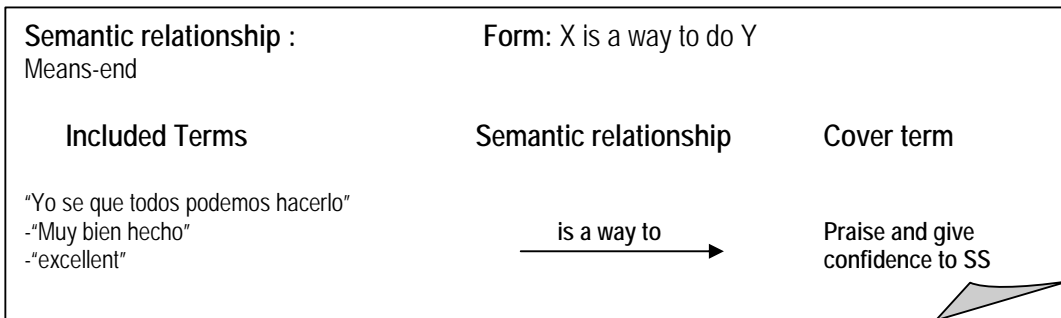 Semantic relationship : Form: X is a way to do Y
Means-end
Included Terms Semantic relationship Cover term
“Yo se que todos podemos hacerlo”
-“Muy bien hecho” is a way to Praise and give
-“excellent” confidence to SS